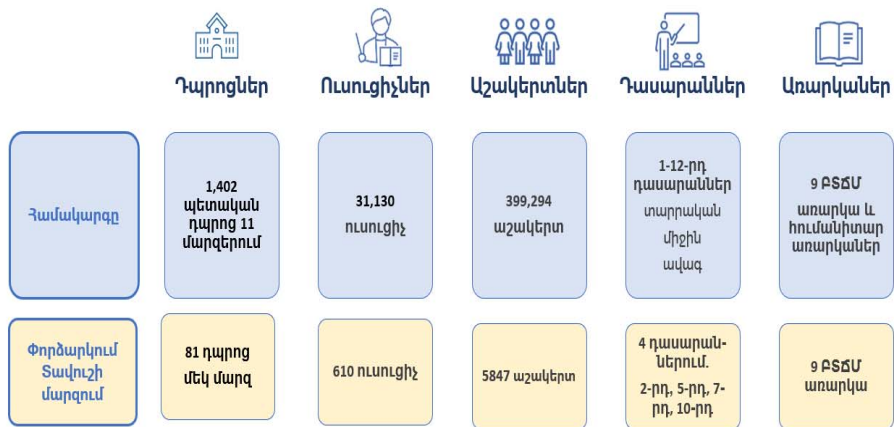 Դպրոցներ
Ուսուցիչներ
Աշակերտներ
Դասարաններ
Առարկաներ
Համակարգը
1,402
պետական
դպրոց 11
մարզերում
31,130
ուսուցիչ
399,294
աշակերտ
1-12-րդ
դասարաններ
տարրական
միջին
ավագ
9 ԲՏՃՄ
առարկա և
հումանիտար
առարկաներ
Փորձարկում
Տավուշի
մարզում
81 դպրոց
մեկ մարզ
610 ուսուցիչ
5847 աշակերտ
4 դասարան-
ներում.
2-րդ, 5-րդ, 7-
րդ, 10-րդ
9 ԲՏՃՄ
առարկա